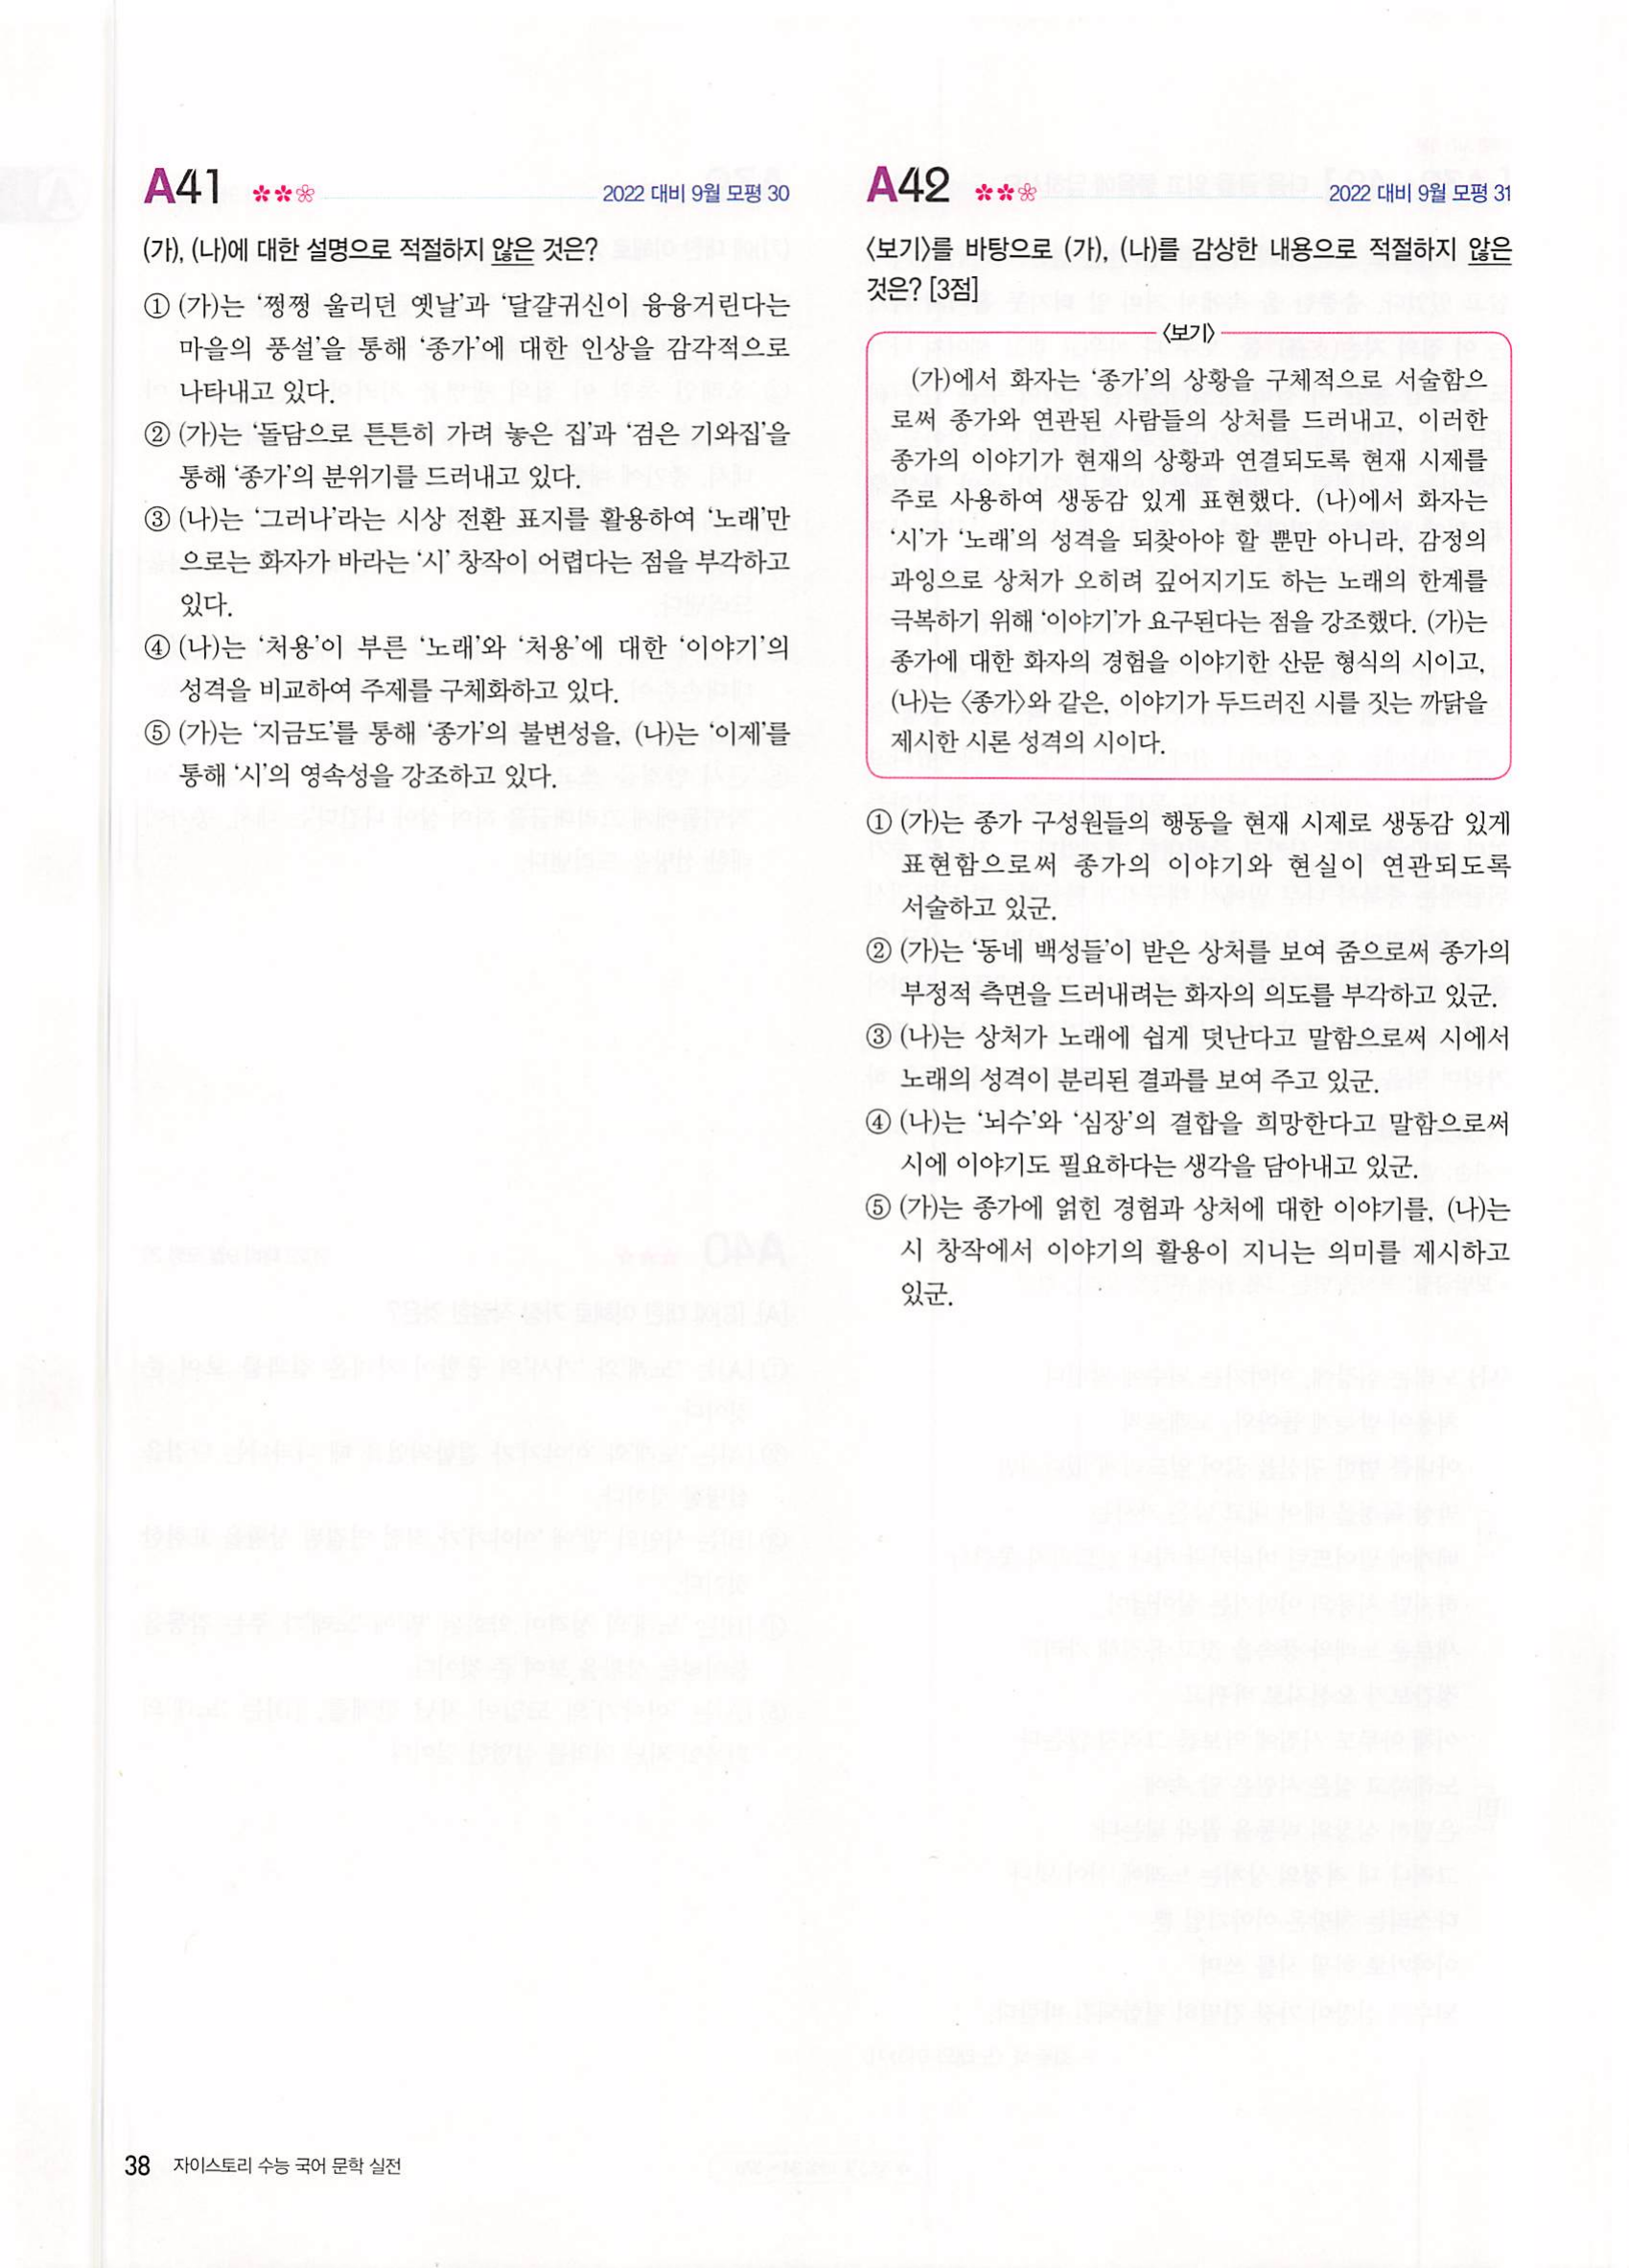 A41
2022 대비 9월 모평 30
(가), (나)에 대한 설명으로 적절하지 않은 것은?
① (가)는 ‘쩡쩡 울리던 옛날’과 ‘달걀귀신이 융융거린다는
마을의 풍설’을 통해 ‘종가’에 대한 인상을 감각적으로
나타내고 있다.
② (가)는 ‘돌담으로 튼튼히 가려 놓은 집’과 ‘검은 기와집’을
통해 ‘종가’의 분위기를 드러내고 있다.
③ (나)는 ‘그러나’라는 시상 전환 표지를 활용하여 ‘노래’만
으로는 화자가 바라는 ‘시’ 창작이 어렵다는 점을 부각하고
있다.
④ (나)는 ‘처용’이 부른 ‘노래’와 ‘처용’에 대한 ‘이야기’의
성격을 비교하여 주제를 구체화하고 있다.
⑤ (가)는 ‘지금도’를 통해 ‘종가’의 불변성을, (나)는 ‘이제’를
통해 ‘시’의 영속성을 강조하고 있다.
A42
2022 대비 9월 모평 31
〈보기〉를 바탕으로 (가), (나)를 감상한 내용으로 적절하지 않은
것은? [3점]
〈보기〉
(가)에서 화자는 ‘종가’의 상황을 구체적으로 서술함으
로써 종가와 연관된 사람들의 상처를 드러내고, 이러한
종가의 이야기가 현재의 상황과 연결되도록 현재 시제를
주로 사용하여 생동감 있게 표현했다. (나)에서 화자는
‘시’가 ‘노래’의 성격을 되찾아야 할 뿐만 아니라, 감정의
과잉으로 상처가 오히려 깊어지기도 하는 노래의 한계를
극복하기 위해 ‘이야기’가 요구된다는 점을 강조했다. (가)는
종가에 대한 화자의 경험을 이야기한 산문 형식의 시이고,
(나)는 〈종가〉와 같은, 이야기가 두드러진 시를 짓는 까닭을
제시한 시론 성격의 시이다.
① (가)는 종가 구성원들의 행동을 현재 시제로 생동감 있게
표현함으로써 종가의 이야기와 현실이 연관되도록
서술하고 있군.
② (가)는 ‘동네 백성들’이 받은 상처를 보여 줌으로써 종가의
부정적 측면을 드러내려는 화자의 의도를 부각하고 있군.
③ (나)는 상처가 노래에 쉽게 덧난다고 말함으로써 시에서
노래의 성격이 분리된 결과를 보여 주고 있군.
④ (나)는 ‘뇌수’와 ‘심장’의 결합을 희망한다고 말함으로써
시에 이야기도 필요하다는 생각을 담아내고 있군.
⑤ (가)는 종가에 얽힌 경험과 상처에 대한 이야기를, (나)는
시 창작에서 이야기의 활용이 지니는 의미를 제시하고
있군.
38 자이스토리 수능 국어 문학 실전